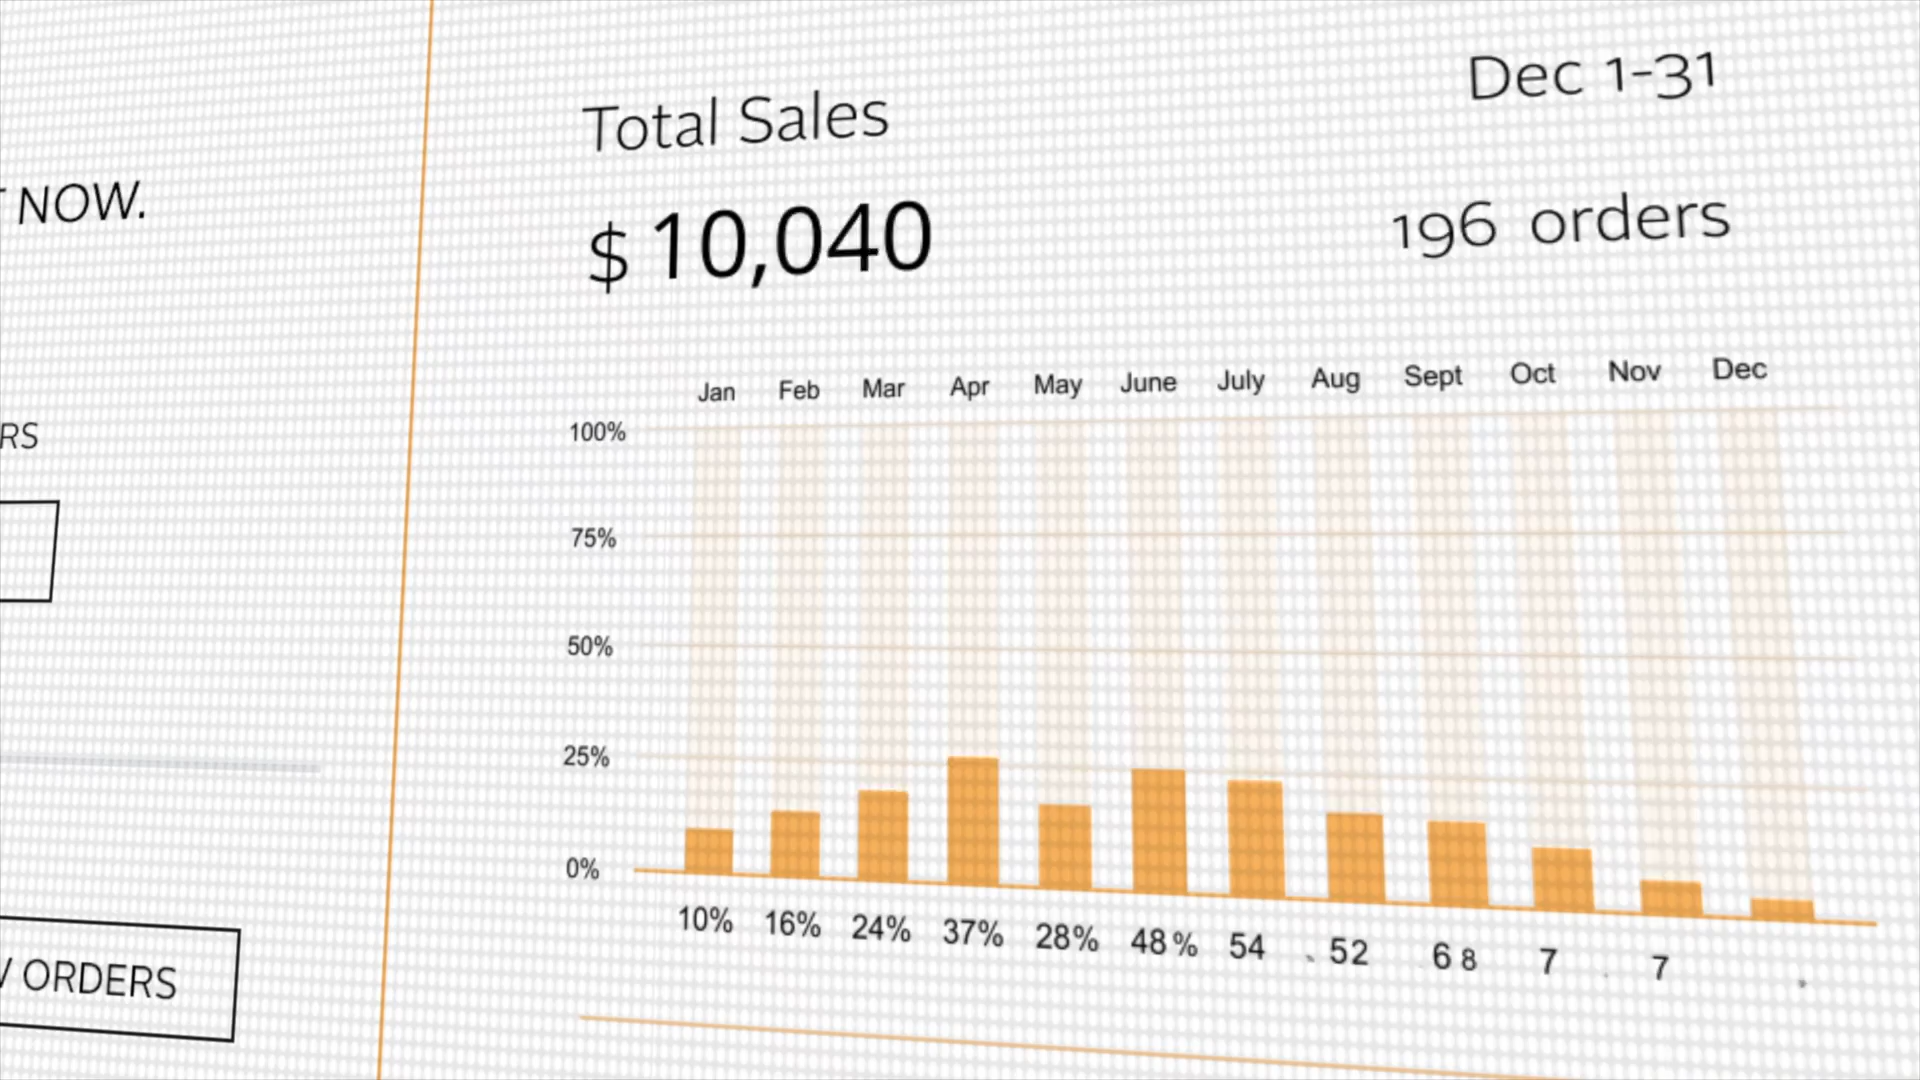 NOW.
RS
ORDERS
Total Sales
$10,040
Dec 1-31
196 orders
Jan Feb Mar Apr May June July Aug Sept Oct Nov Dec
100%
75%
50%
25%
0%
10% 16% 24% 37% 28% 48% 54 52 68 7 7